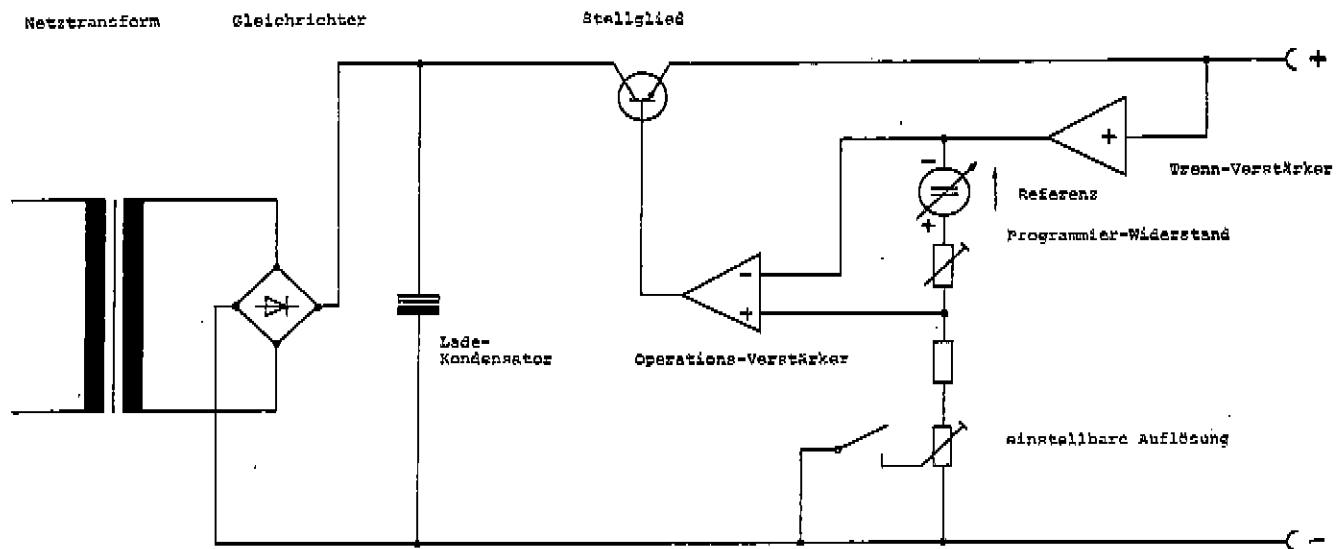 Netztransform
Gleichrichter
Stellglied
+
+
Trenn-Verstärker
-
Referenz
+
Programmier-Widerstand
-
+
Lade-
Kondensator
Operations-Verstärker
einstellbare Auflösung
-